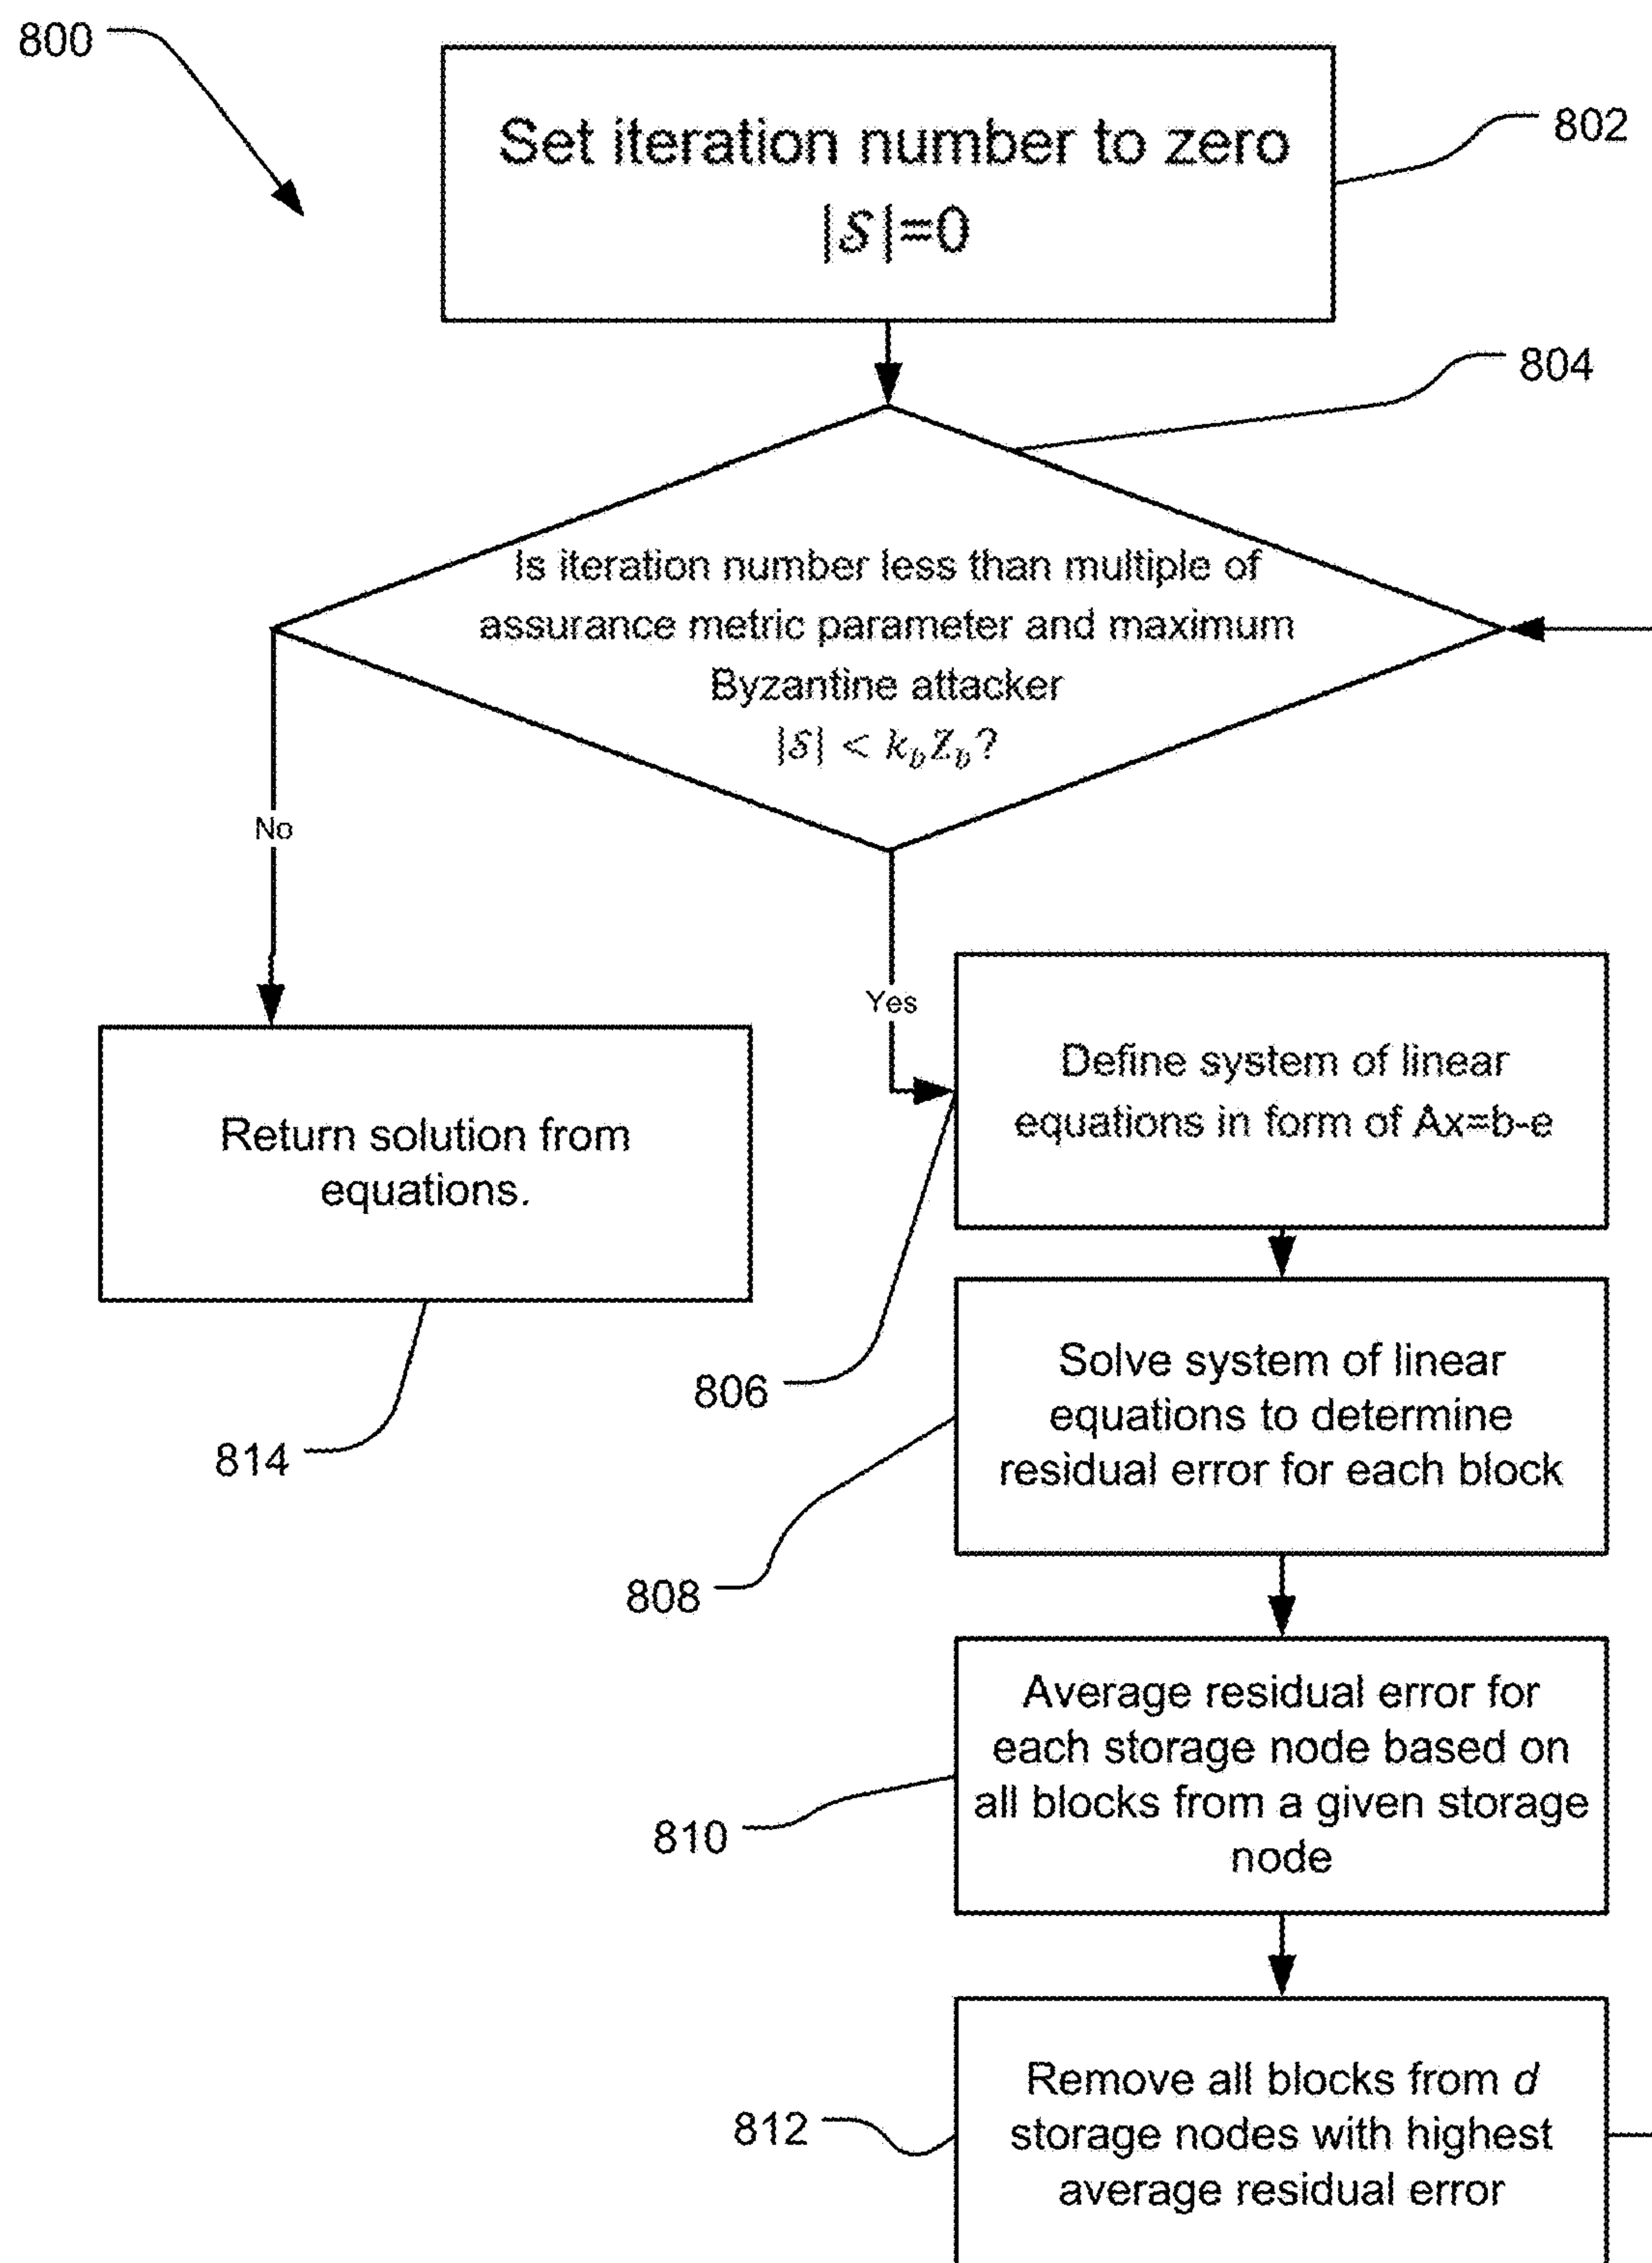 800
Set iteration number to zero
|𝒮|=0
802
804
Is iteration number less than multiple of
assurance metric parameter and maximum
Byzantine attacker
|𝒮| < k_b Z_b?
No
Yes
Define system of linear
equations in form of Ax=b-e
Return solution from
equations.
806
814
Solve system of linear
equations to determine
residual error for each block
808
Average residual error for
each storage node based on
all blocks from a given storage
node
810
Remove all blocks from d
storage nodes with highest
average residual error
812